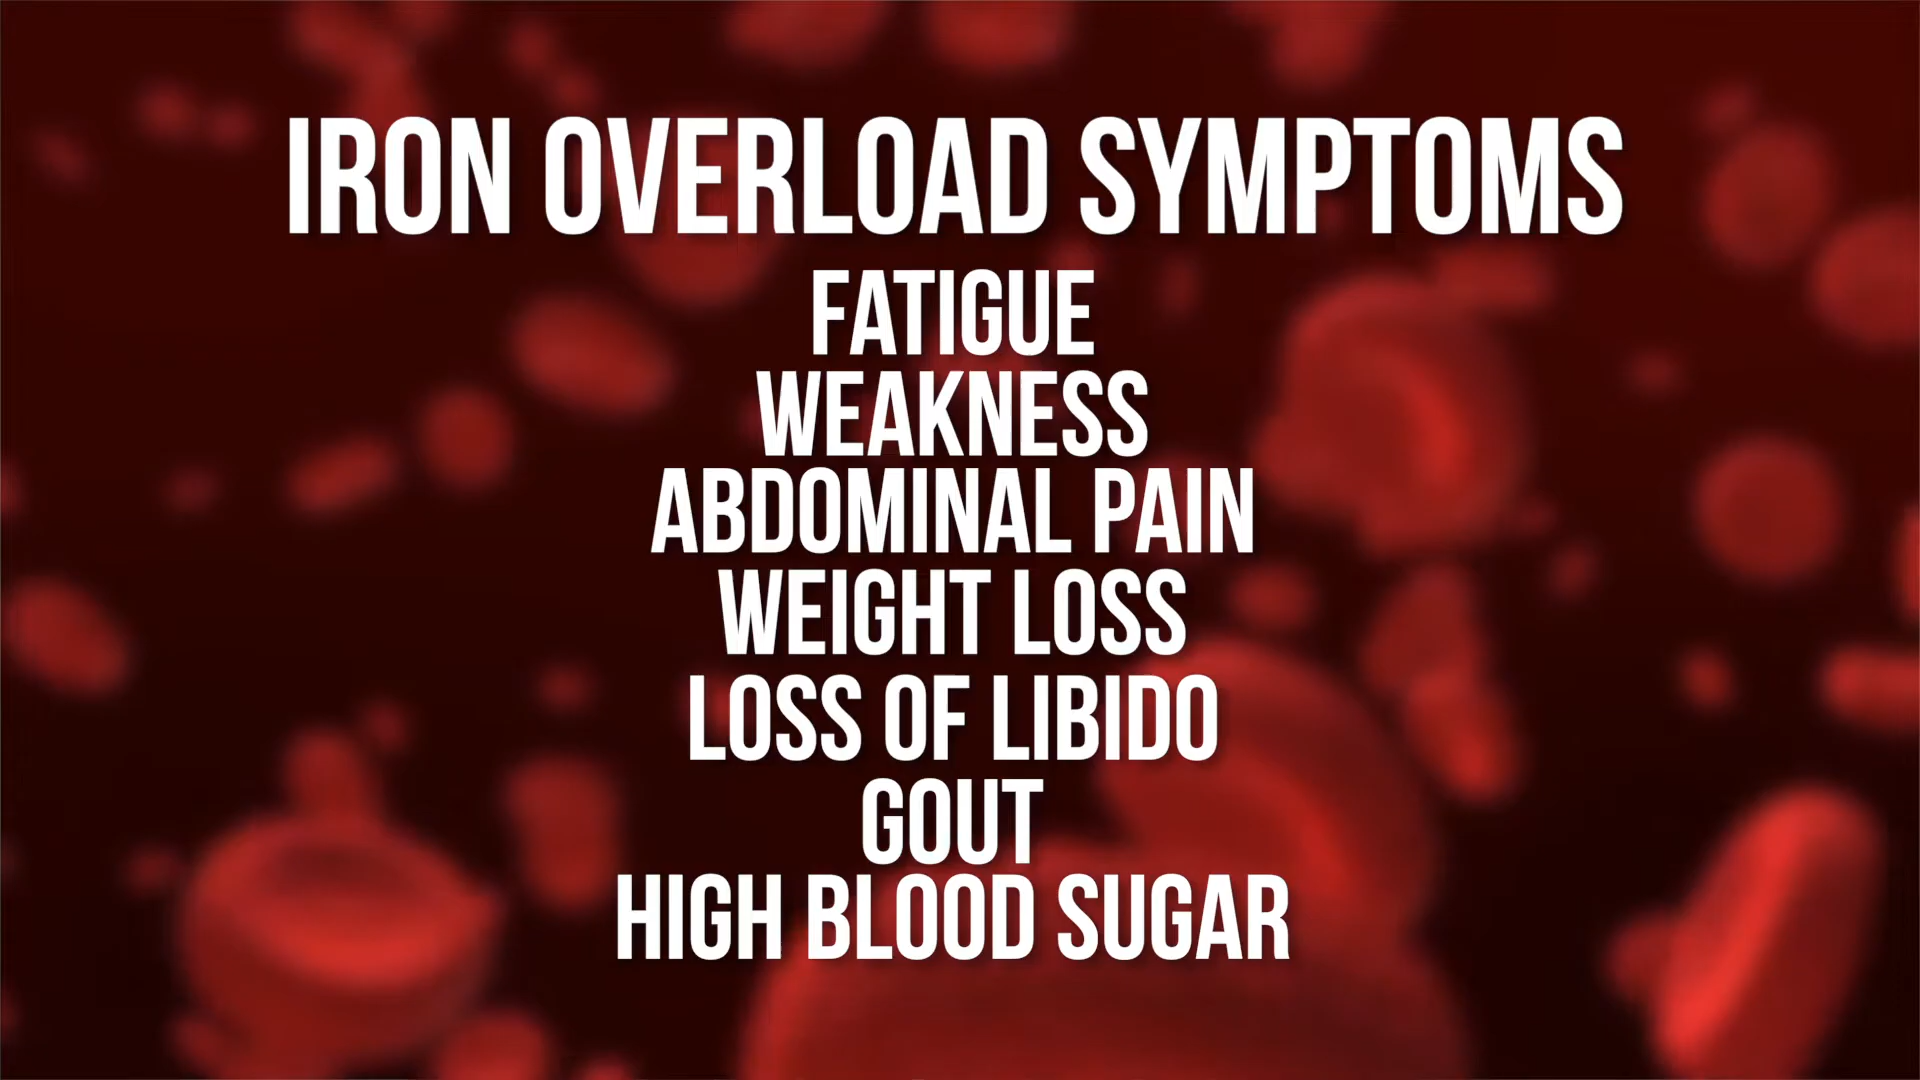 IRON OVERLOAD SYMPTOMS
FATIGUE
WEAKNESS
ABDOMINAL PAIN
WEIGHT LOSS
LOSS OF LIBIDO
GOUT
HIGH BLOOD SUGAR